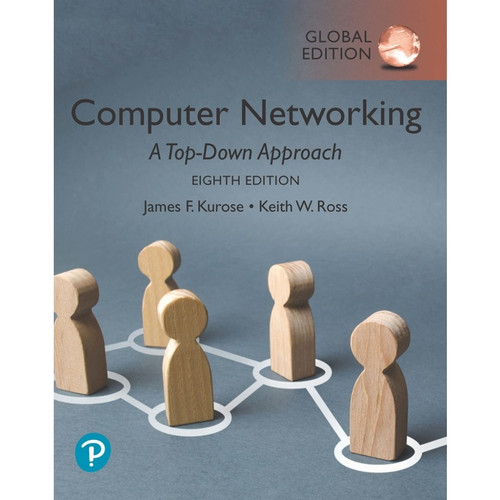 GLOBAL
EDITION
Computer Networking
A Top-Down Approach
EIGHTH EDITION
James F. Kurose • Keith W. Ross
P